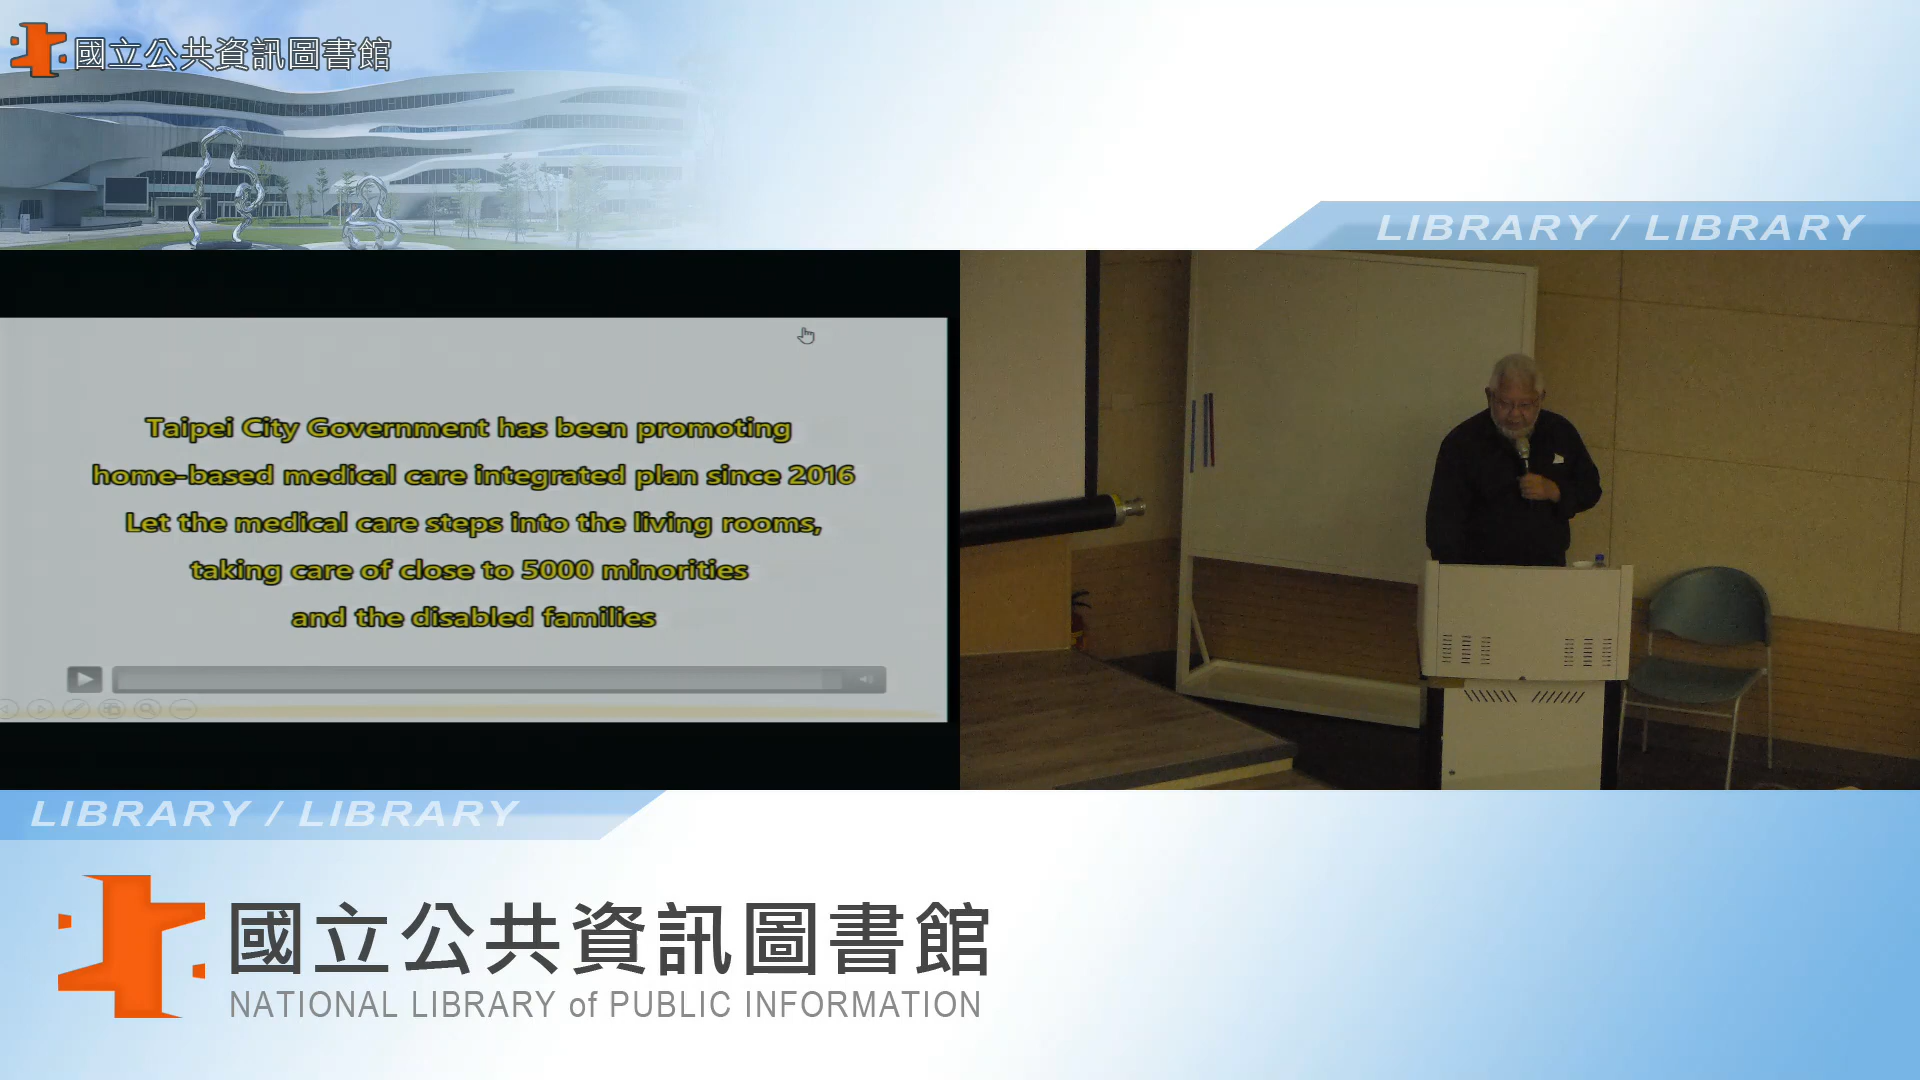 國立公共資訊圖書館
LIBRARY / LIBRARY
Taipei City Government has been promoting
home-based medical care integrated plan since 2016
Let the medical care steps into the living rooms,
taking care of close to 5000 minorities
and the disabled families
LIBRARY / LIBRARY
國立公共資訊圖書館
NATIONAL LIBRARY of PUBLIC INFORMATION